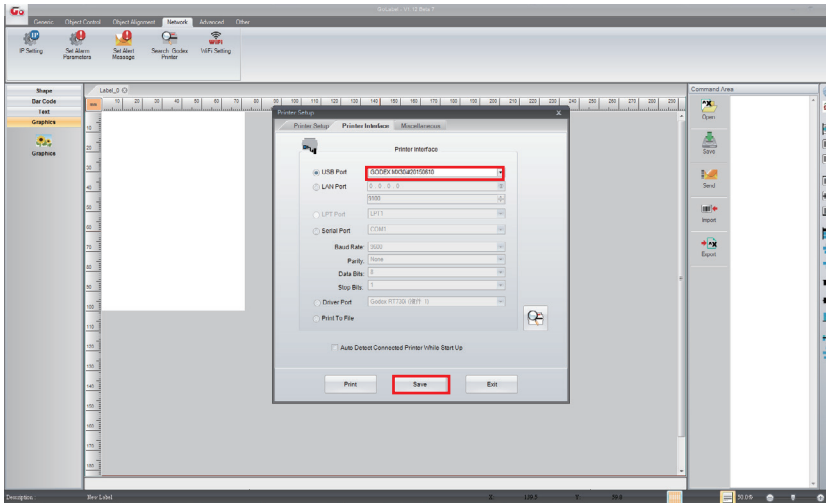 Go
GoLabel - V1.12 Beta T
Generic Object Control Object Alignment Network Advanced Other
IP Setting
Set Alarm Parameters
Set Alert Message
Search Godex Printer
WiFi Setting
Shape
Bar Code
Text
Graphics
Graphics
Label_0
Command Area
Open
Save
Send
Import
Export
Printer Setup
Printer Setup Printer Interface Miscellaneous
Printer Interface
USB Port GODEX MX30i#20150610
LAN Port 0 . 0 . 0 . 0
9100
LPT Port LPT1
Serial Port COM1
Baud Rate: 9600
Parity: None
Data Bits: 8
Stop Bits: 1
Driver Port
Print To File
Auto Detect Connected Printer While Start Up
Print Save Exit
Description New Label X: 139.5 Y: 50.0%